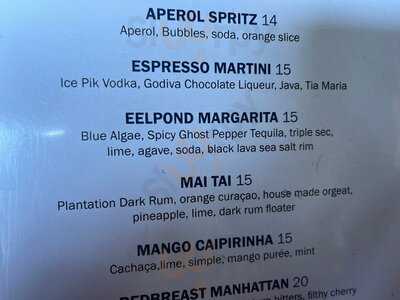 APEROL SPRITZ 14
Aperol, Bubbles, soda, orange slice
ESPRESSO MARTINI 15
Ice Pik Vodka, Godiva Chocolate Liqueur, Java, Tia Maria
EELPOND MARGARITA 15
Blue Algae, Spicy Ghost Pepper Tequila, triple sec,
lime, agave, soda, black lava sea salt rim
MAI TAI 15
Plantation Dark Rum, orange curaçao, house made orgeat,
pineapple, lime, dark rum floater
MANGO CAIPIRINHA 15
Cachaça,lime, simple, mango purée, mint
REDBREAST MANHATTAN 20
bitters, filthy cherry